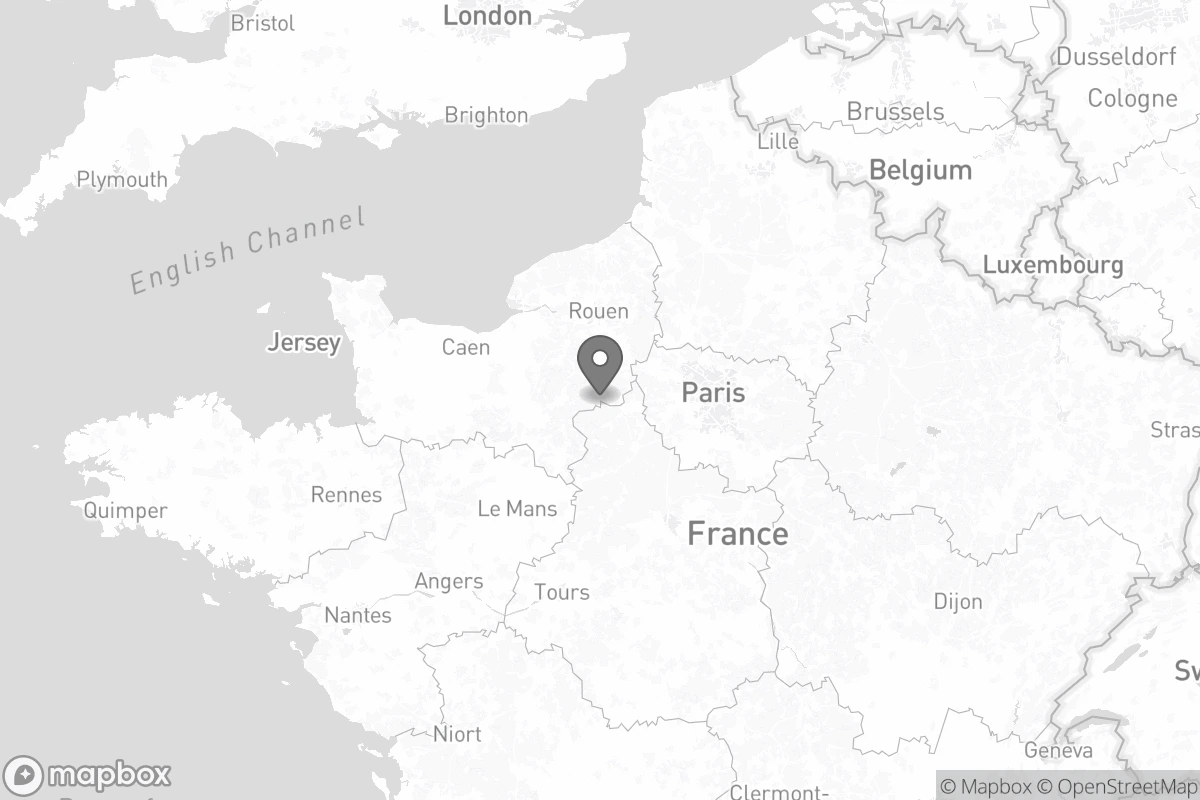 London
Bristol
Dusseldorf
Cologne
Brighton
Brussels
Lille
Belgium
Plymouth
English Channel
Luxembourg
Rouen
Jersey
Caen
Paris
Stras
Rennes
Le Mans
Quimper
France
Angers
Tours
Dijon
Nantes
Sv
Niort
Geneva
mapbox
© Mapbox © OpenStreetMap
Clermont-